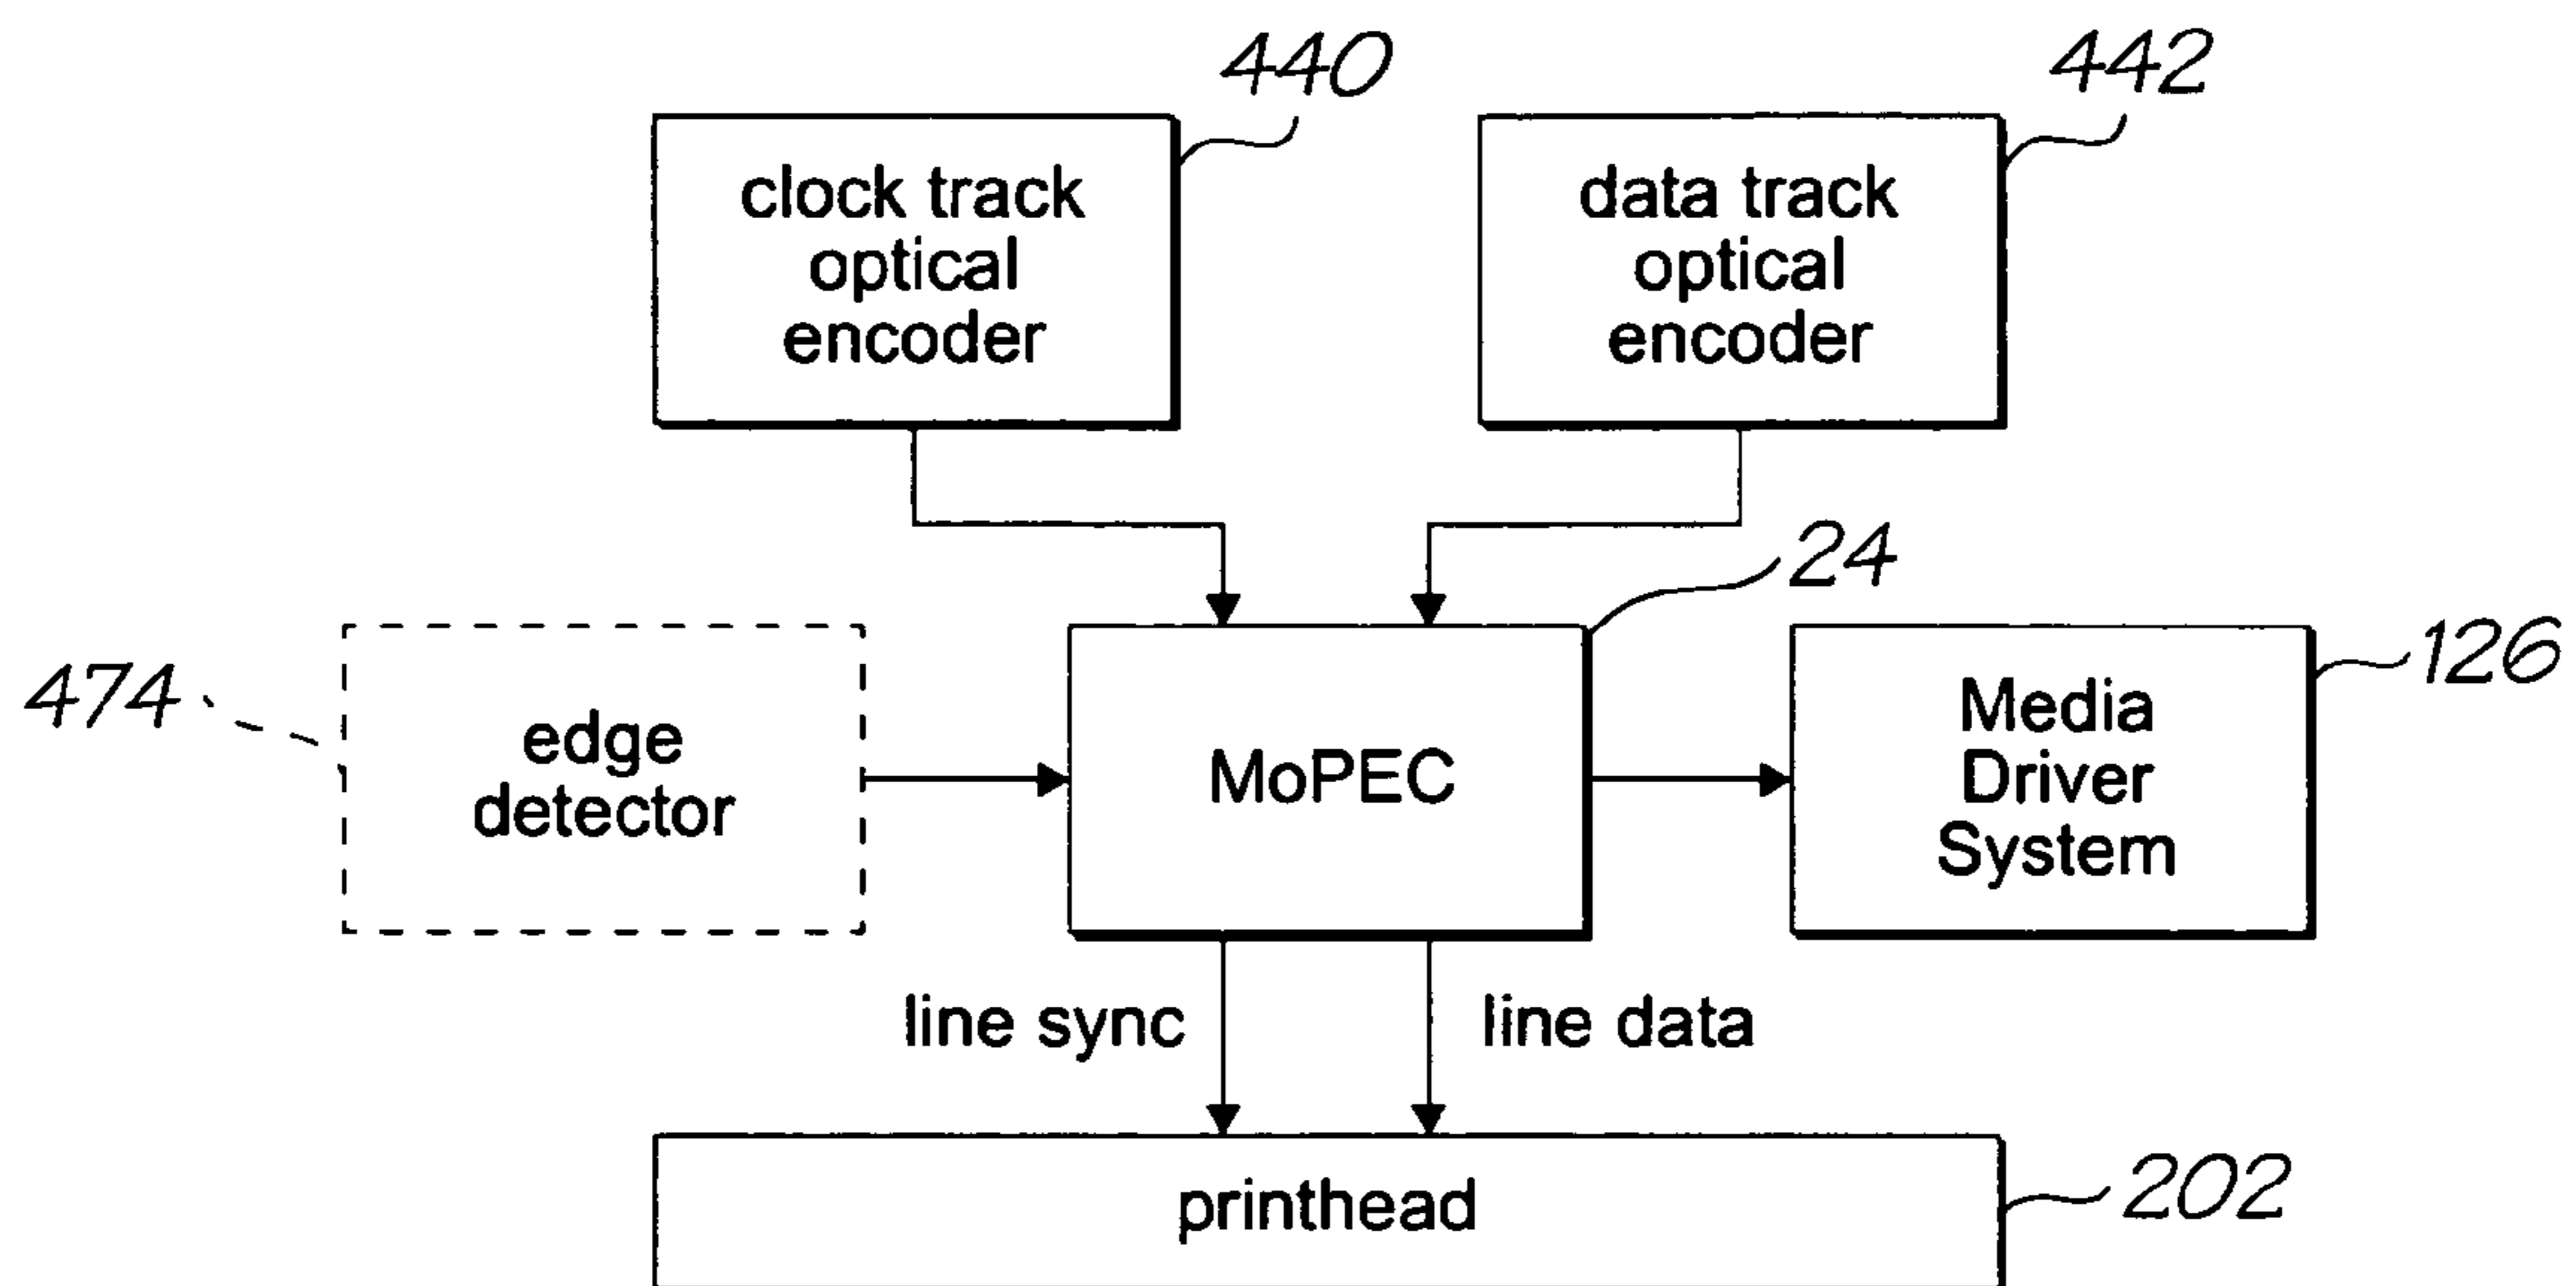 440
442
clock track
optical
encoder
data track
optical
encoder
24
126
474
edge
detector
MoPEC
Media
Driver
System
line sync
line data
printhead
202